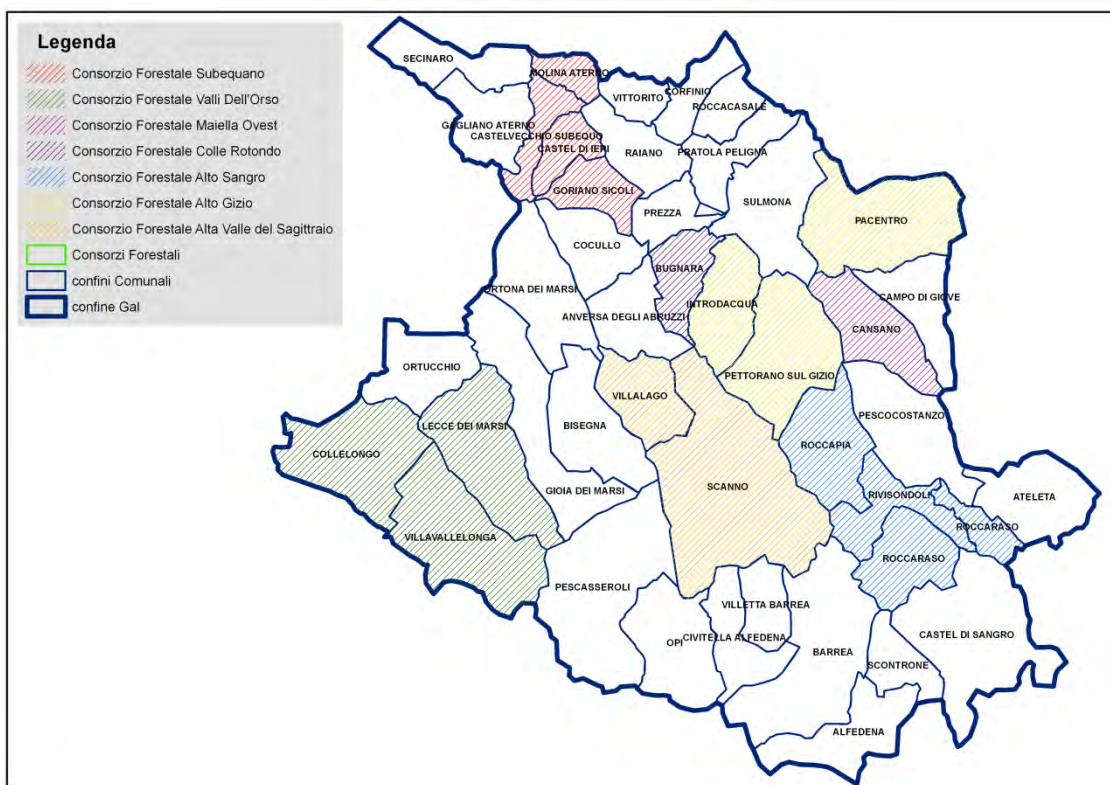 Legenda
Consorzio Forestale Subequano
Consorzio Forestale Valli Dell'Orso
Consorzio Forestale Maiella Ovest
Consorzio Forestale Colle Rotondo
Consorzio Forestale Alto Sangro
Consorzio Forestale Alto Gizio
Consorzio Forestale Alta Valle del Sagittraio
Consorzi Forestali
confini Comunali
confine Gal
SECINARO
MOLINA ATERNO
VITTORITO
CORFINIO
ROCCACASALE
GAGLIANO ATERNO
CASTELVECCHIO SUBEQUO
CASTEL DI IERI
RAIANO
PRATOLA PELIGNA
GORIANO SICOLI
PREZZA
SULMONA
PACENTRO
COCULLO
BUGNARA
ORTONA DEI MARSI
ANVERSA DEGLI ABRUZZI
INTRODACQUA
CAMPO DI GIOVE
CANSANO
ORTUCCHIO
VILLALAGO
PETTORANO SUL GIZIO
LECCE DEI MARSI
BISEGNA
PESCOCOSTANZO
COLLELONGO
ROCCAPIA
SCANNO
GIOIA DEI MARSI
RIVISONDOLI
ATELETA
ROCCARASO
VILLAVALLELONGA
ROCCARASO
PESCASSEROLI
VILLETTA BARREA
OPI
CIVITELLA ALFEDENA
BARREA
CASTEL DI SANGRO
SCONTRONE
ALFEDENA